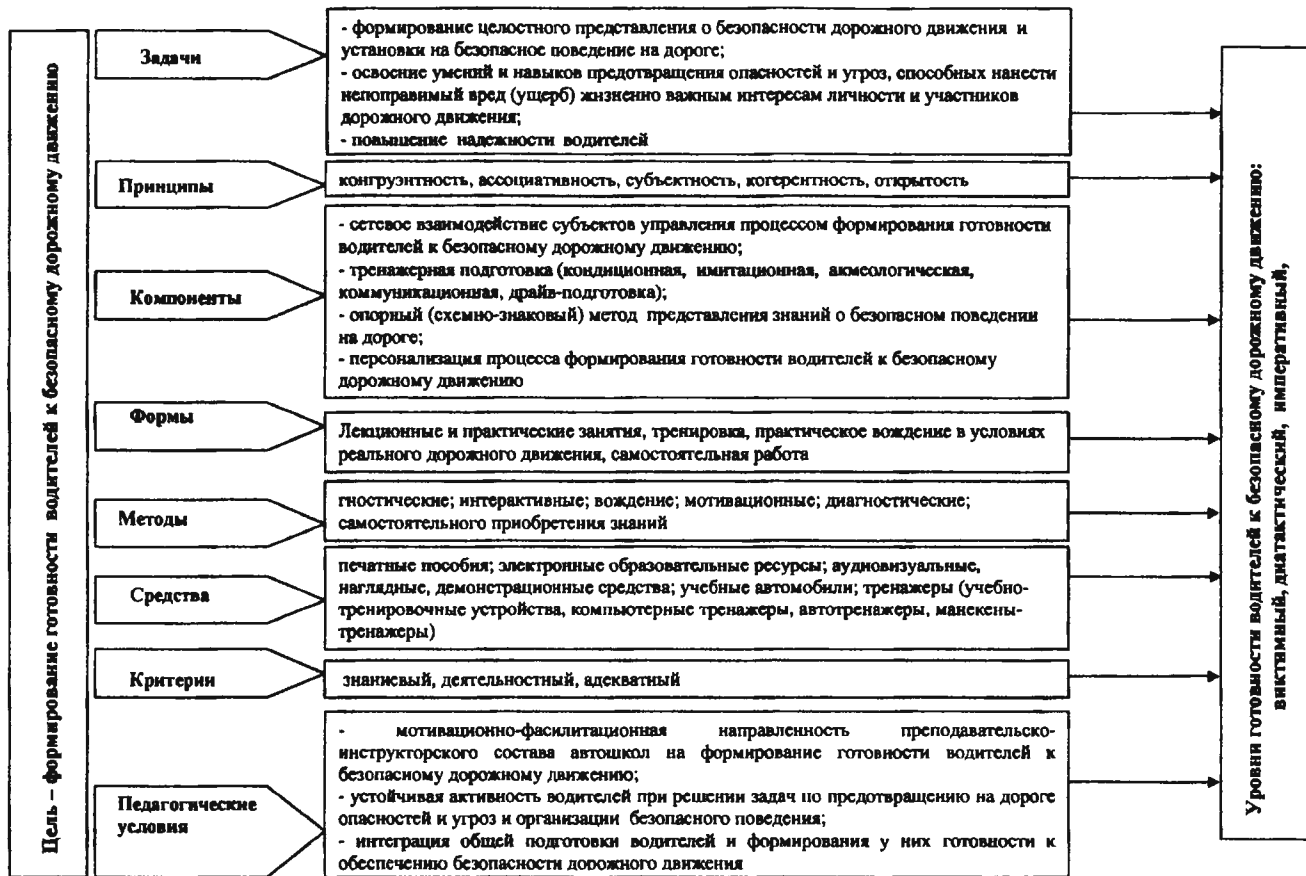 Цель – формирование готовности водителей к безопасному дорожному движению
Задачи
- формирование целостного представления о безопасности дорожного движения и
установки на безопасное поведение на дороге;
- освоение умений и навыков предотвращения опасностей и угроз, способных нанести
непоправимый вред (ущерб) жизненно важным интересам личности и участников
дорожного движения;
- повышение надежности водителей
Принципы
конгруэнтность, ассоциативность, субъектность, когерентность, открытость
Компоненты
- сетевое взаимодействие субъектов управления процессом формирования готовности
водителей к безопасному дорожному движению;
- тренажерная подготовка (кондиционная, имитационная, акмеологическая,
коммуникационная, драйв-подготовка);
- опорный (схемно-знаковый) метод представления знаний о безопасном поведении
на дороге;
- персонализация процесса формирования готовности водителей к безопасному
дорожному движению
Формы
Лекционные и практические занятия, тренировка, практическое вождение в условиях
реального дорожного движения, самостоятельная работа
Методы
гностические; интерактивные; вождение; мотивационные; диагностические;
самостоятельного приобретения знаний
Средства
печатные пособия; электронные образовательные ресурсы; аудиовизуальные,
наглядные, демонстрационные средства; учебные автомобили; тренажеры (учебно-
тренировочные устройства, компьютерные тренажеры, автотренажеры, манекены-
тренажеры)
Критерии
знаниевый, деятельностный, адекватный
Педагогические
условия
- мотивационно-фасилитационная направленность преподавательско-
инструкторского состава автошкол на формирование готовности водителей к
безопасному дорожному движению;
- устойчивая активность водителей при решении задач по предотвращению на дороге
опасностей и угроз и организации безопасного поведения;
- интеграция общей подготовки водителей и формирования у них готовности к
обеспечению безопасности дорожного движения
Уровни готовности водителей к безопасному дорожному движению:
виктимный, диатактический, императивный,